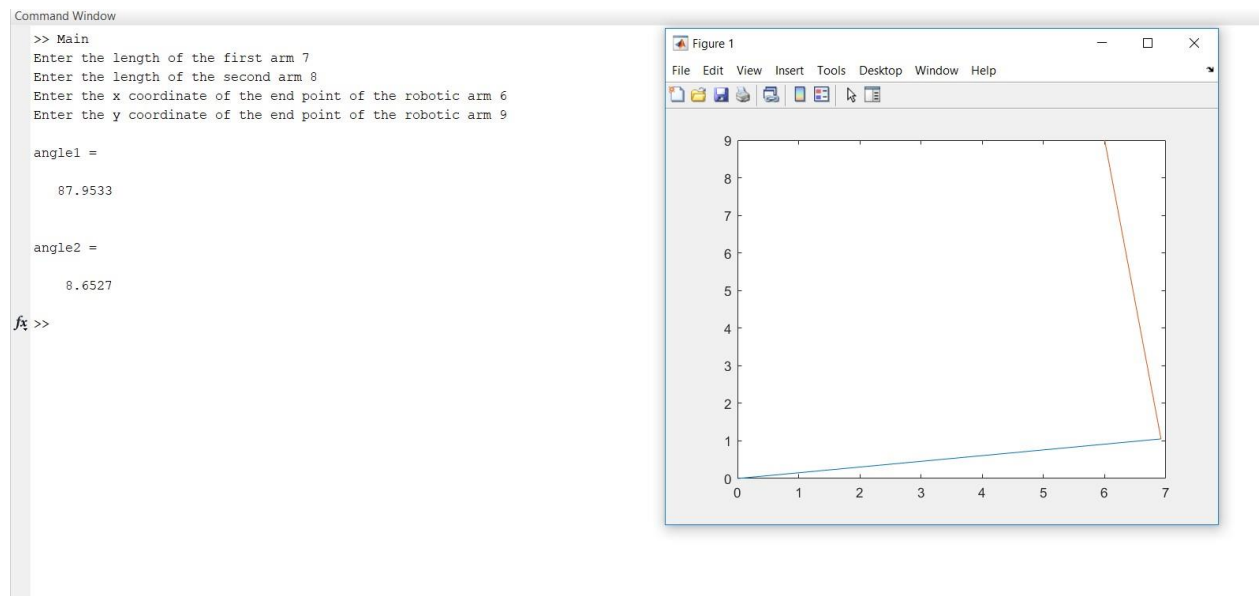 Command Window
>> Main
Enter the length of the first arm 7
Enter the length of the second arm 8
Enter the x coordinate of the end point of the robotic arm 6
Enter the y coordinate of the end point of the robotic arm 9
angle1 =
87.9533
angle2 =
8.6527
fx >>
Figure 1
File Edit View Insert Tools Desktop Window Help
9
8
7
6
5
4
3
2
1
0
0 1 2 3 4 5 6 7